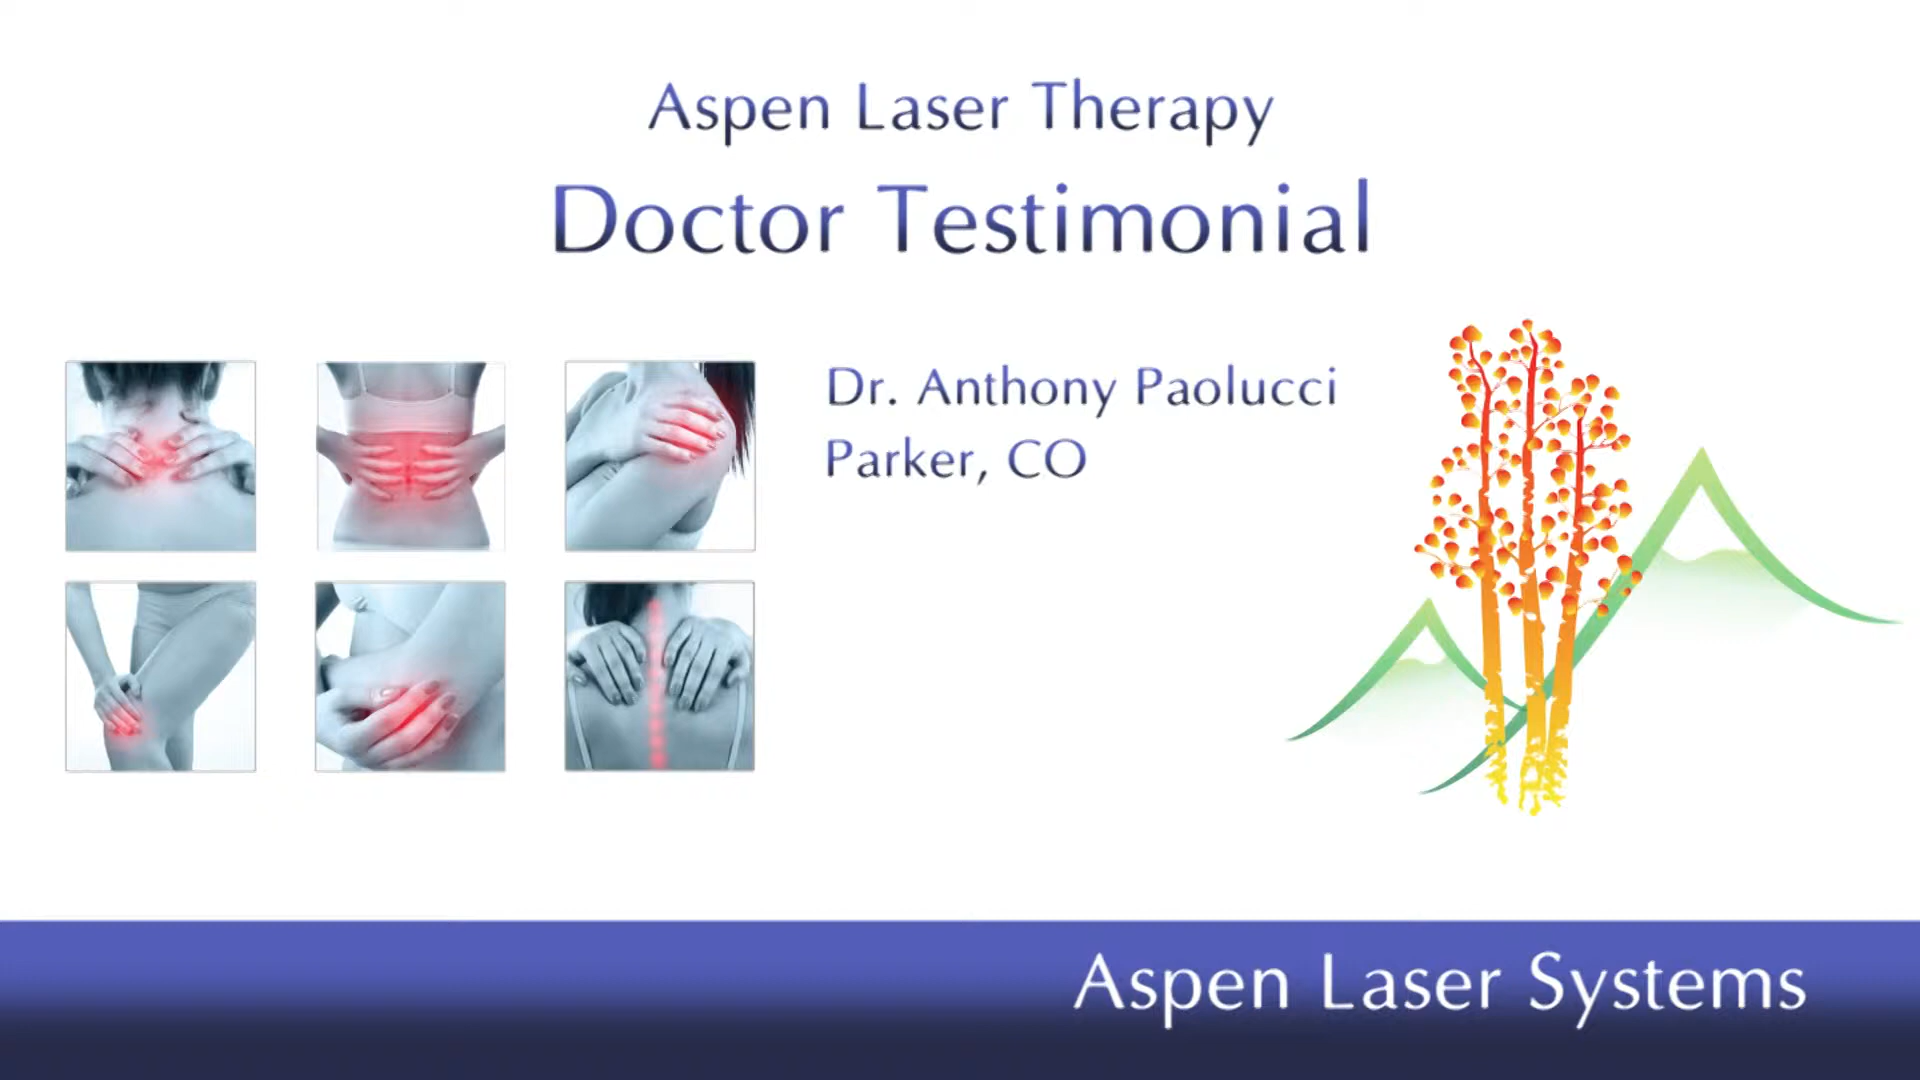 Aspen Laser Therapy
Doctor Testimonial
Dr. Anthony Paolucci
Parker, CO
Aspen Laser Systems